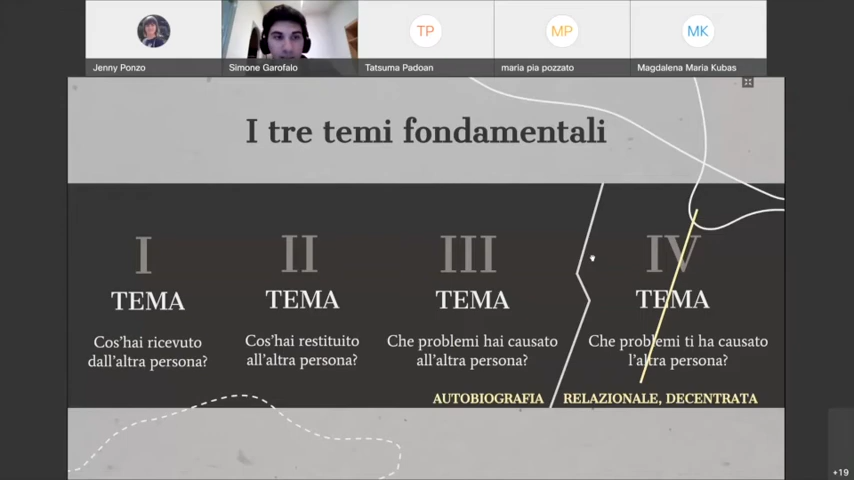 TP
MP
MK
Jenny Ponzo
Simone Garofalo
Tatsuma Padoan
maria pia pozzato
Magdalena Maria Kubas
I tre temi fondamentali
I
TEMA
Cos'hai ricevuto
dall'altra persona?
II
TEMA
Cos'hai restituito
all'altra persona?
III
TEMA
Che problemi hai causato
all'altra persona?
IV
TEMA
Che problemi ti ha causato
l'altra persona?
AUTOBIOGRAFIA
RELAZIONALE, DECENTRATA
+19